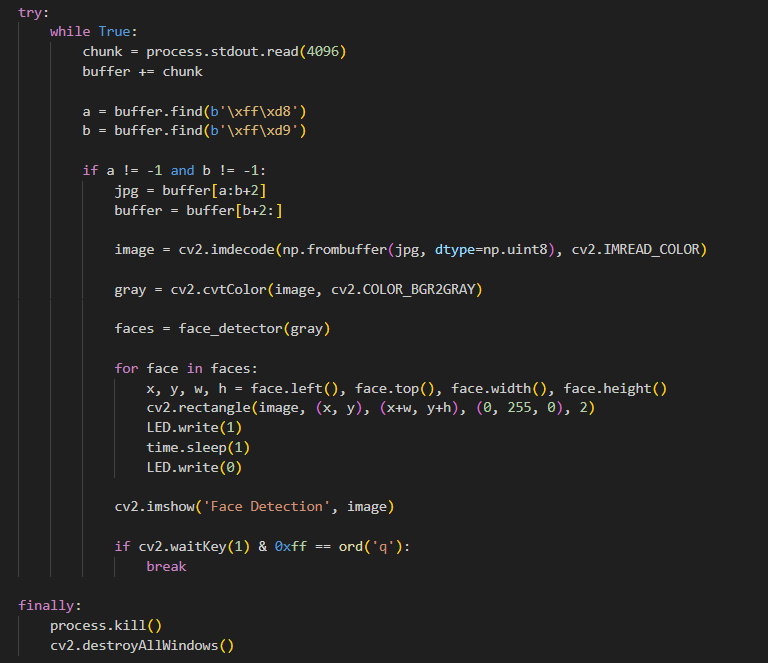 try:
    while True:
        chunk = process.stdout.read(4096)
        buffer += chunk

        a = buffer.find(b'\xff\xd8')
        b = buffer.find(b'\xff\xd9')

        if a != -1 and b != -1:
            jpg = buffer[a:b+2]
            buffer = buffer[b+2:]

            image = cv2.imdecode(np.frombuffer(jpg, dtype=np.uint8), cv2.IMREAD_COLOR)

            gray = cv2.cvtColor(image, cv2.COLOR_BGR2GRAY)

            faces = face_detector(gray)

            for face in faces:
                x, y, w, h = face.left(), face.top(), face.width(), face.height()
                cv2.rectangle(image, (x, y), (x+w, y+h), (0, 255, 0), 2)
                LED.write(1)
                time.sleep(1)
                LED.write(0)

            cv2.imshow('Face Detection', image)

            if cv2.waitKey(1) & 0xff == ord('q'):
                break

finally:
    process.kill()
    cv2.destroyAllWindows()